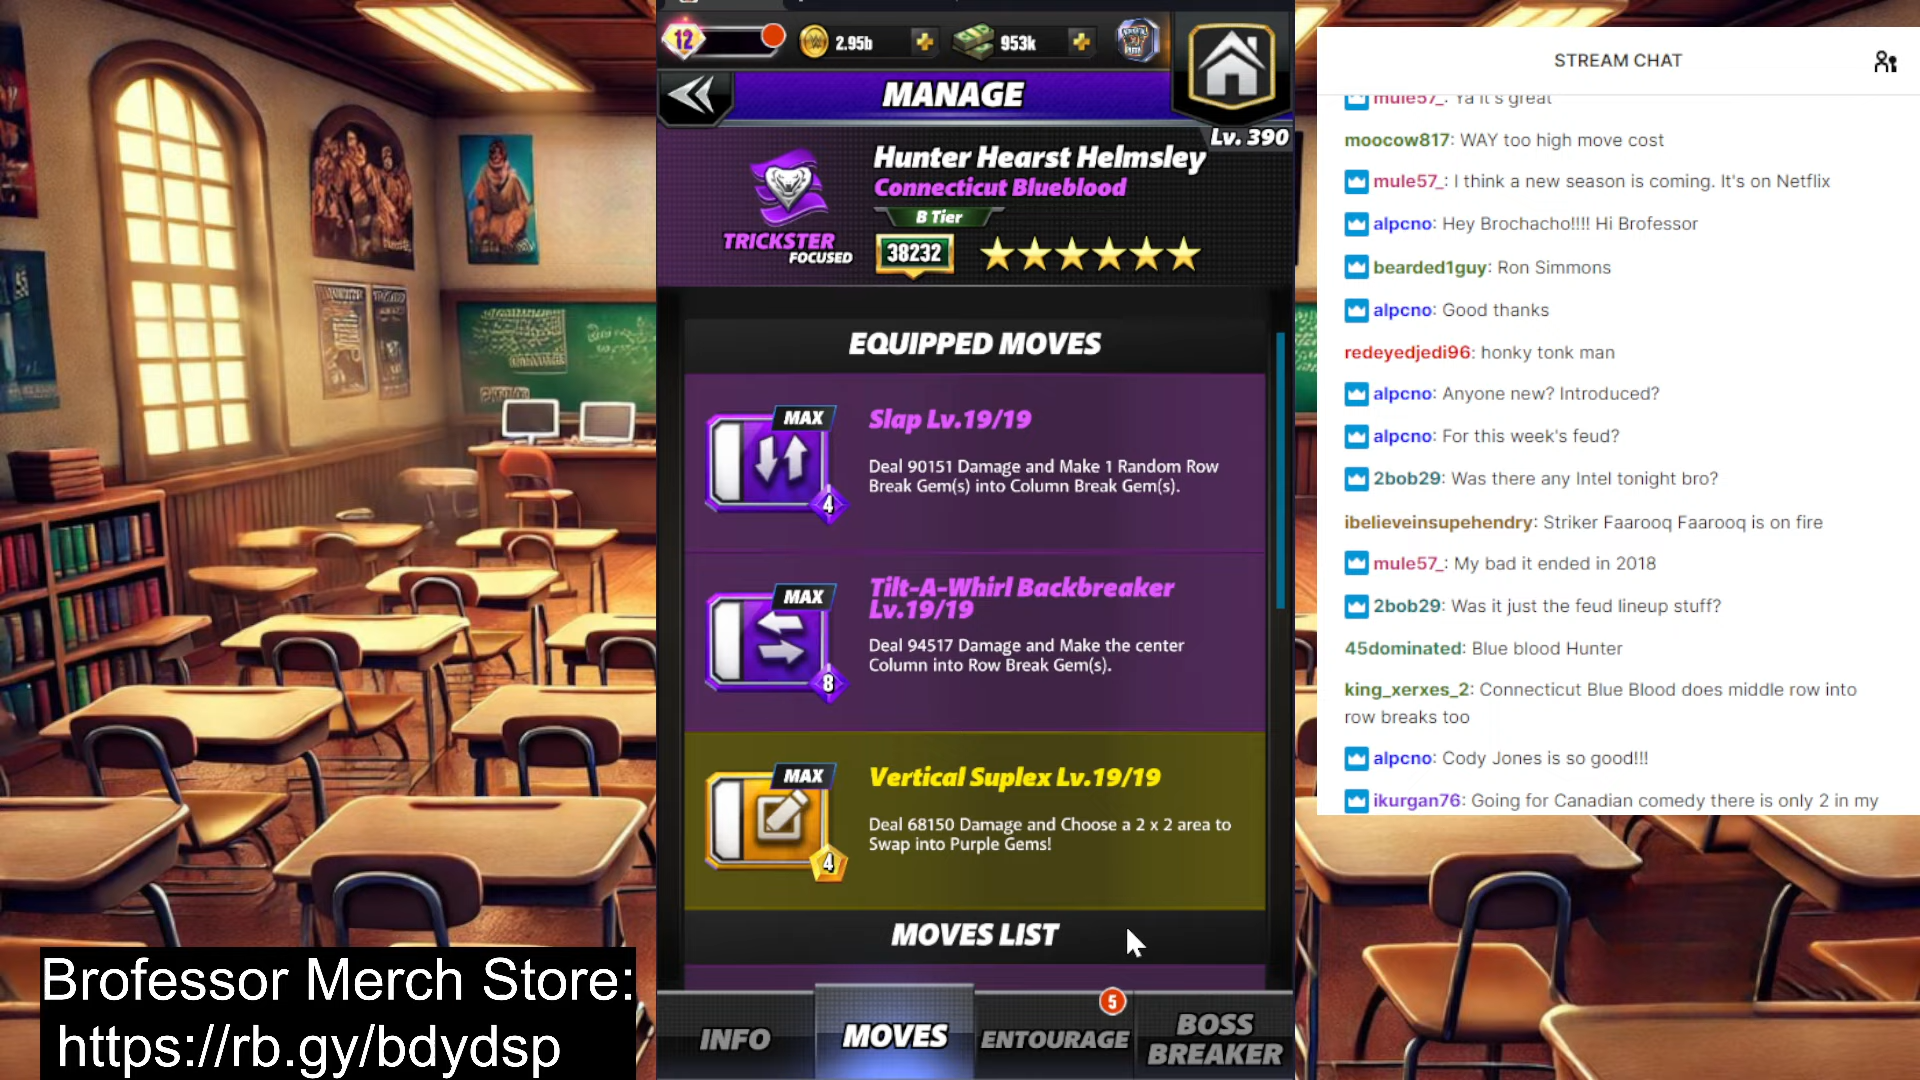 12
2.95b
953k
MANAGE
Lv. 390
Hunter Hearst Helmsley
Connecticut Blueblood
B Tier
TRICKSTER
FOCUSED
38232
EQUIPPED MOVES
MAX
Slap Lv.19/19
Deal 90151 Damage and Make 1 Random Row
Break Gem(s) into Column Break Gem(s).
4
MAX
Tilt-A-Whirl Backbreaker
Lv.19/19
Deal 94517 Damage and Make the center
Column into Row Break Gem(s).
8
MAX
Vertical Suplex Lv.19/19
Deal 68150 Damage and Choose a 2 x 2 area to
Swap into Purple Gems!
4
MOVES LIST
INFO
MOVES
5
ENTOURAGE
BOSS
BREAKER
Brofessor Merch Store:
https://rb.gy/bdydsp
STREAM CHAT
mule57_: Ya it's great
moocow817: WAY too high move cost
mule57_: I think a new season is coming. It's on Netflix
alpcno: Hey Brochacho!!!! Hi Brofessor
bearded1guy: Ron Simmons
alpcno: Good thanks
redeyedjedi96: honky tonk man
alpcno: Anyone new? Introduced?
alpcno: For this week's feud?
2bob29: Was there any Intel tonight bro?
ibelieveinsupehendry: Striker Faarooq Faarooq is on fire
mule57_: My bad it ended in 2018
2bob29: Was it just the feud lineup stuff?
45dominated: Blue blood Hunter
king_xerxes_2: Connecticut Blue Blood does middle row into
row breaks too
alpcno: Cody Jones is so good!!!
ikurgan76: Going for Canadian comedy there is only 2 in my